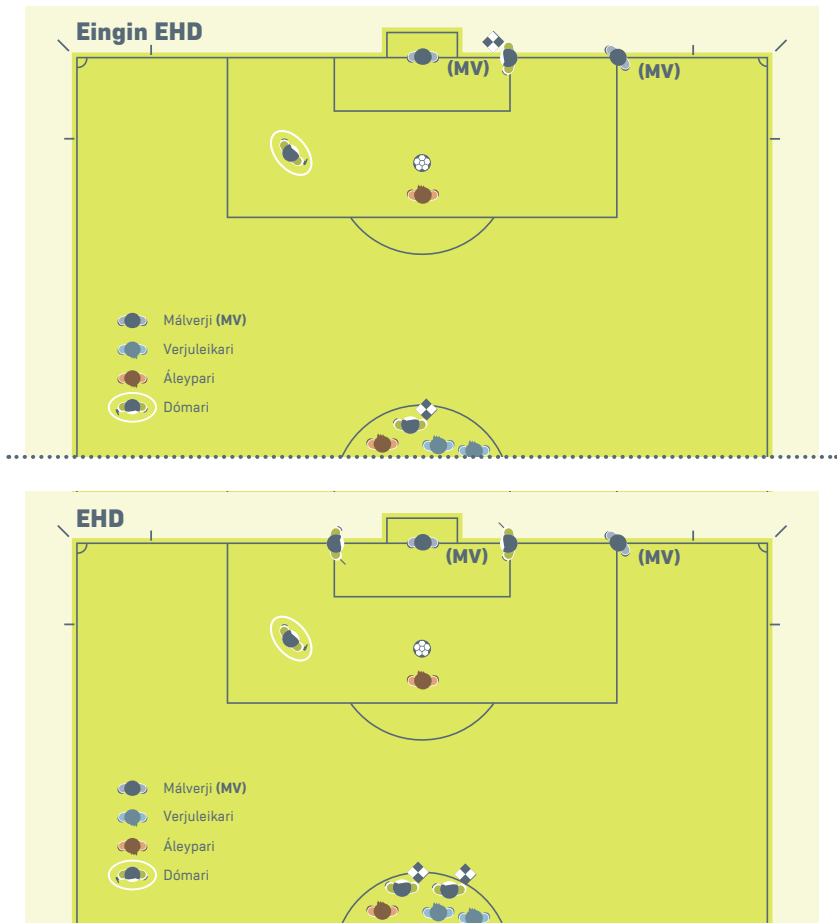 Eingin EHD
(MV)
(MV)
Málverji (MV)
Verjuleikari
Áleypari
Dómari
EHD
(MV)
(MV)
Málverji (MV)
Verjuleikari
Áleypari
Dómari